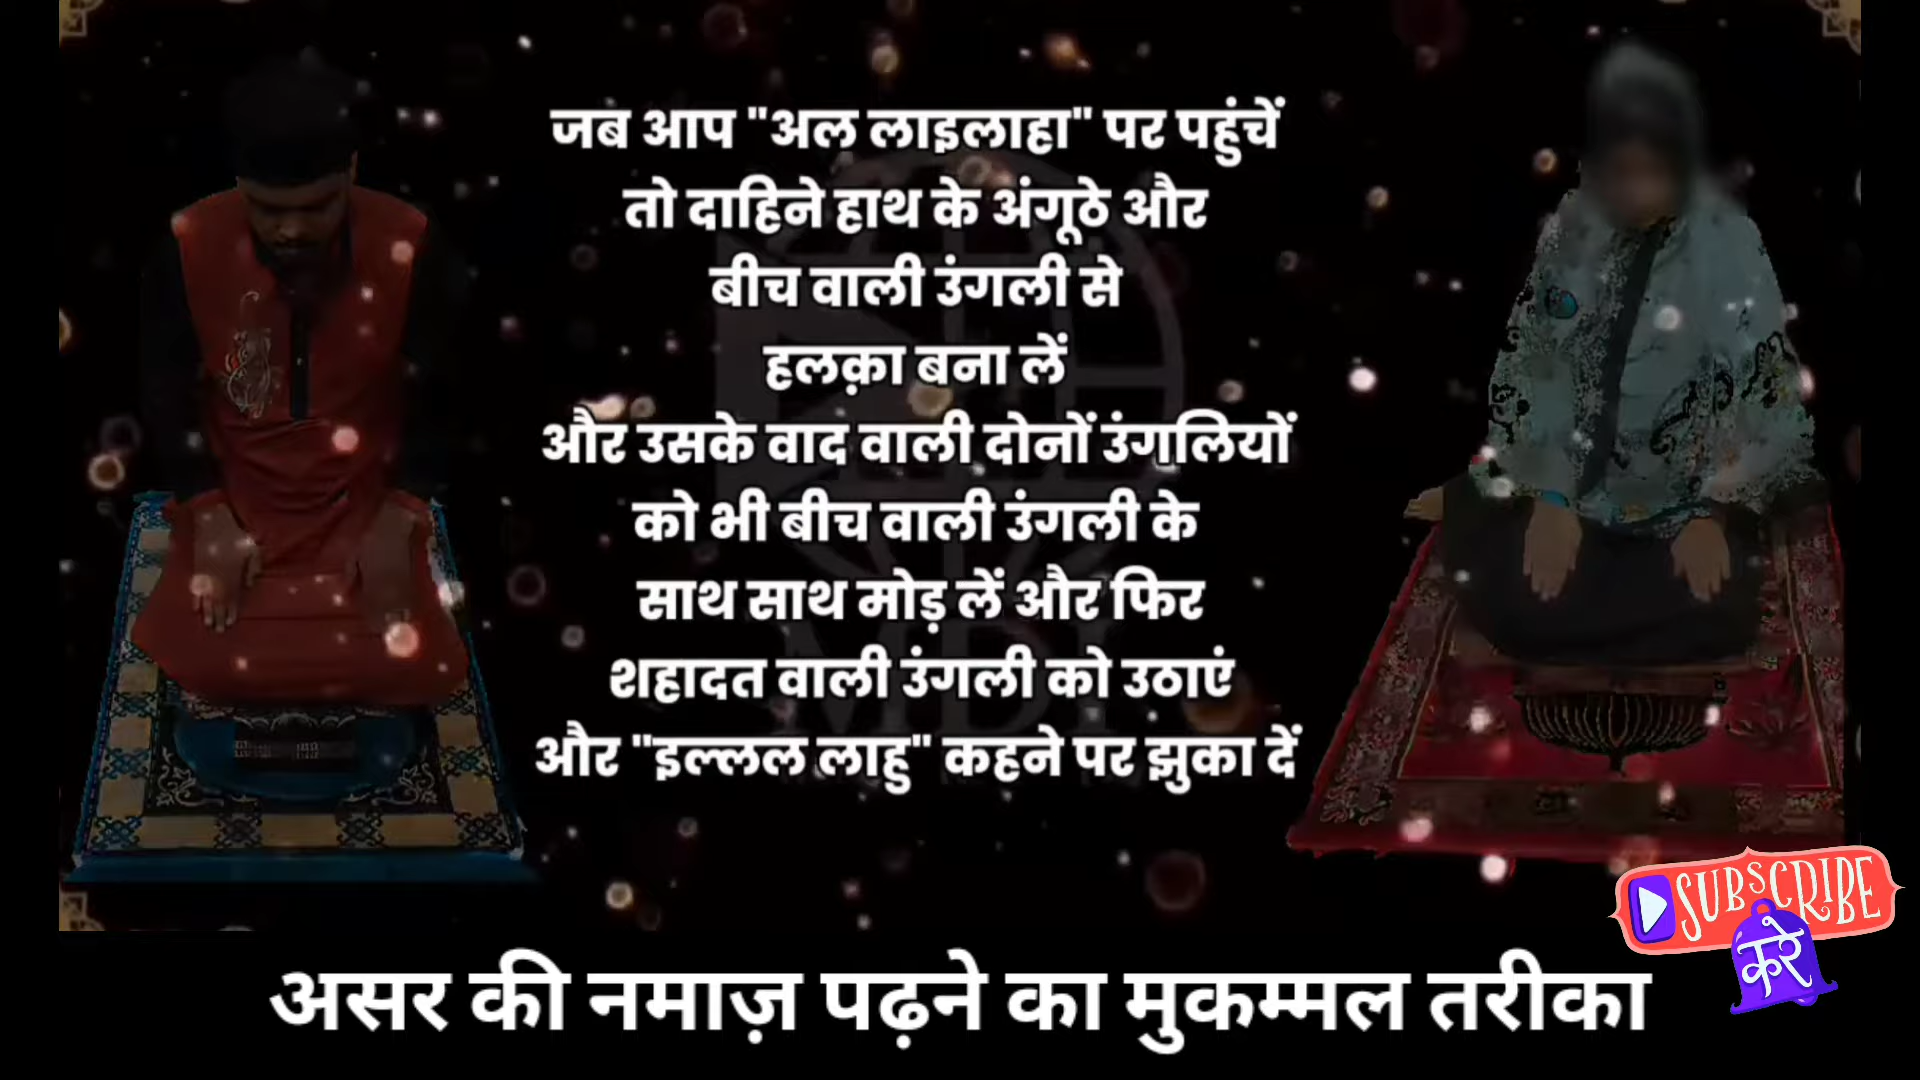 जब आप "अल लाइलाहा" पर पहुंचें
तो दाहिने हाथ के अंगूठे और
बीच वाली उंगली से
हलक़ा बना लें
और उसके वाद वाली दोनों उंगलियों
को भी बीच वाली उंगली के
साथ साथ मोड़ लें और फिर
शहादत वाली उंगली को उठाएं
और "इल्लल लाहु" कहने पर झुका दें
SUBSCRIBE
करे
असर की नमाज़ पढ़ने का मुकम्मल तरीका